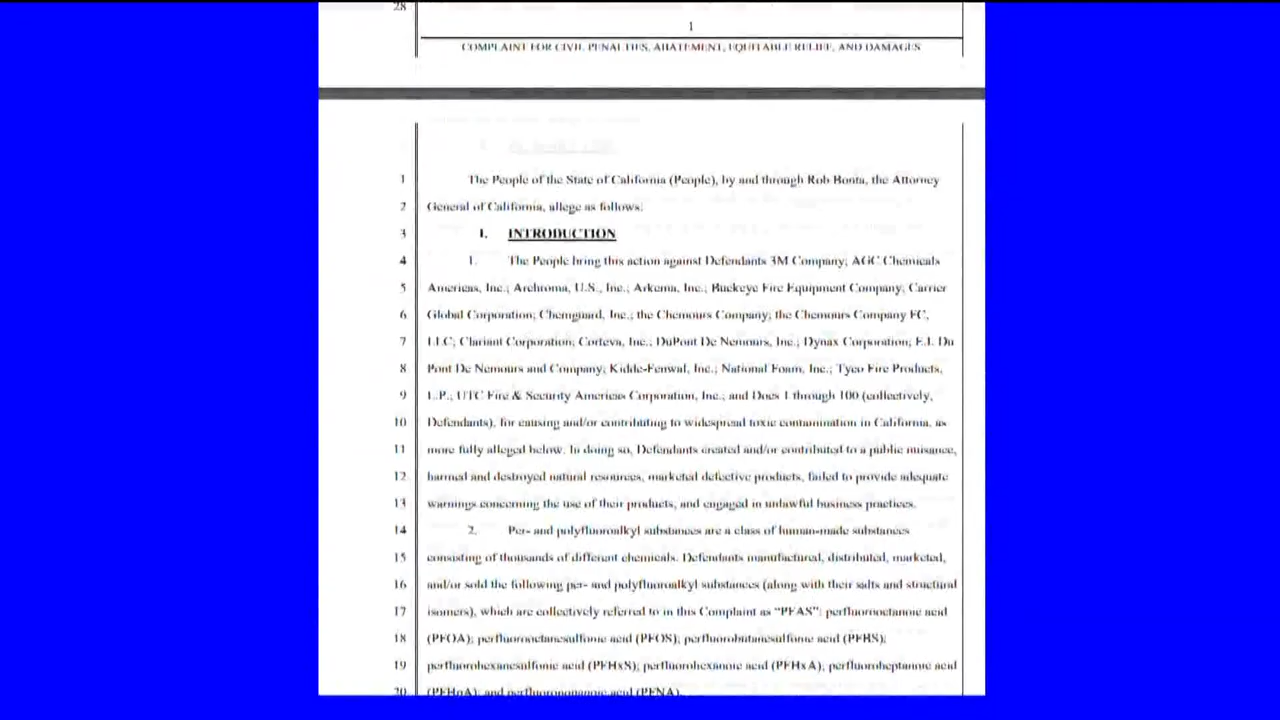 28
1
COMPLAINT FOR CIVIL PENALTIES, ABATEMENT, EQUITABLE RELIEF, AND DAMAGES
1 The People of the State of California (People), by and through Rob Bonta, the Attorney
2 General of California, allege as follows:
3 I. INTRODUCTION
4 1. The People bring this action against Defendants 3M Company; AGC Chemicals
5 Americas, Inc.; Archroma, U.S., Inc.; Arkema, Inc.; Buckeye Fire Equipment Company; Carrier
6 Global Corporation; Chemguard, Inc.; the Chemours Company; the Chemours Company FC,
7 LLC; Clariant Corporation; Corteva, Inc.; DuPont De Nemours, Inc.; Dynax Corporation; E.I. Du
8 Pont De Nemours and Company; Kidde-Fenwal, Inc.; National Foam, Inc.; Tyco Fire Products,
9 L.P.; UTC Fire & Security Americas Corporation, Inc.; and Does 1 through 100 (collectively,
10 Defendants), for causing and/or contributing to widespread toxic contamination in California, as
11 more fully alleged below. In doing so, Defendants created and/or contributed to a public nuisance,
12 harmed and destroyed natural resources, marketed defective products, failed to provide adequate
13 warnings concerning the use of their products, and engaged in unlawful business practices.
14 2. Per- and polyfluoroalkyl substances are a class of human-made substances
15 consisting of thousands of different chemicals. Defendants manufactured, distributed, marketed,
16 and/or sold the following per- and polyfluoroalkyl substances (along with their salts and structural
17 isomers), which are collectively referred to in this Complaint as “PFAS”: perfluorooctanoic acid
18 (PFOA); perfluorooctanesulfonic acid (PFOS); perfluorobutanesulfonic acid (PFBS);
19 perfluorohexanesulfonic acid (PFHxS); perfluorohexanoic acid (PFHxA); perfluoroheptanoic acid
20 (PFHpA); and perfluorononanoic acid (PFNA).